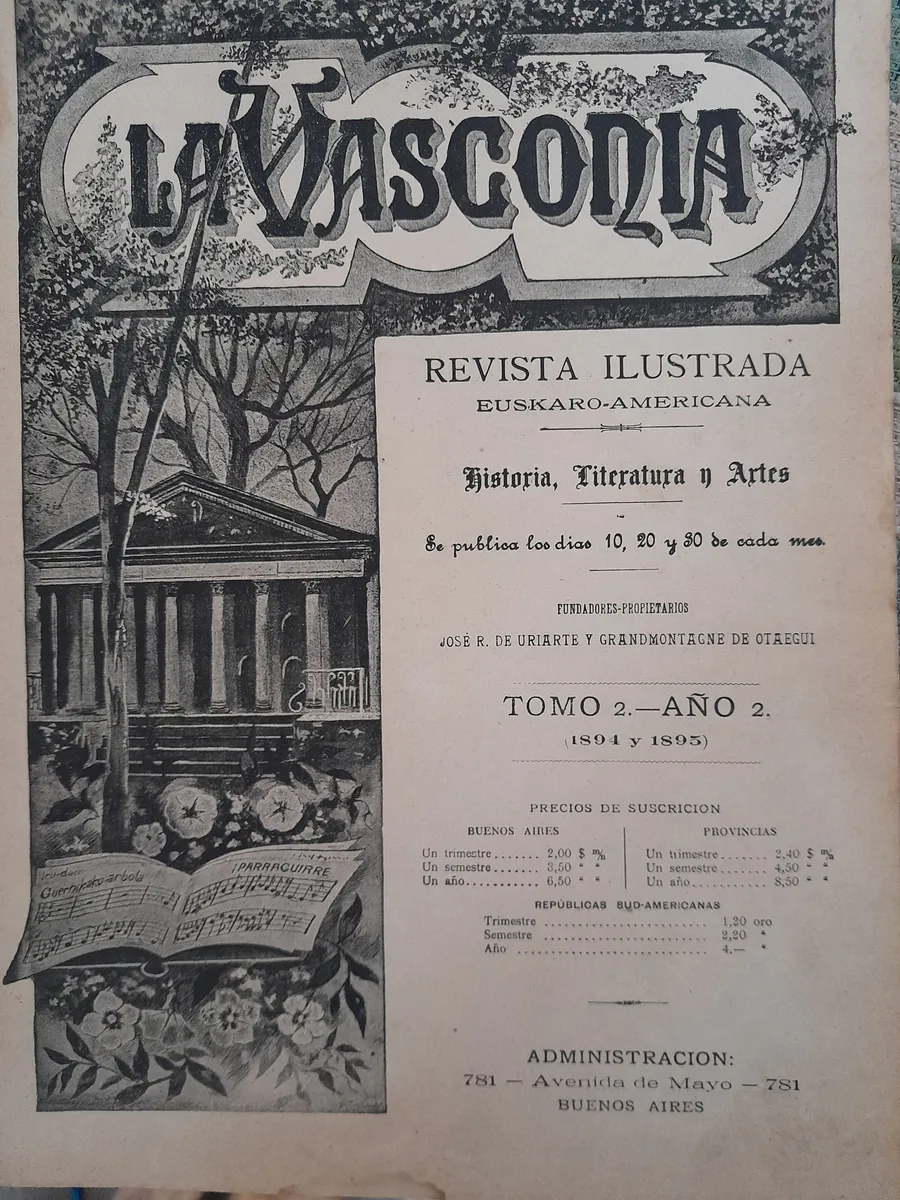 LA VASCONIA
REVISTA ILUSTRADA
EUSKARO-AMERICANA
Historia, Literatura y Artes
Se publica los dias 10, 20 y 30 de cada mes.
FUNDADORES-PROPIETARIOS
JOSÉ R. DE URIARTE Y GRANDMONTAGNE DE OTAEGUI
TOMO 2.—AÑO 2.
(1894 y 1895)
PRECIOS DE SUSCRICION
BUENOS AIRES
Un trimestre....... 2,00 $ m/n
Un semestre........ 3,50 “ “
Un año........... 6,50 “ “
PROVINCIAS
Un trimestre....... 2,40 $ m/n
Un semestre........ 4,50 “ “
Un año........... 8,50 “ “
REPÚBLICAS SUD-AMERICANAS
Trimestre ........................ 1,20 oro
Semestre ........................ 2,20 “
Año ............................ 4.— “
Guernikako arbola
IPARRAGUIRRE
ADMINISTRACION:
781 — Avenida de Mayo — 781
BUENOS AIRES